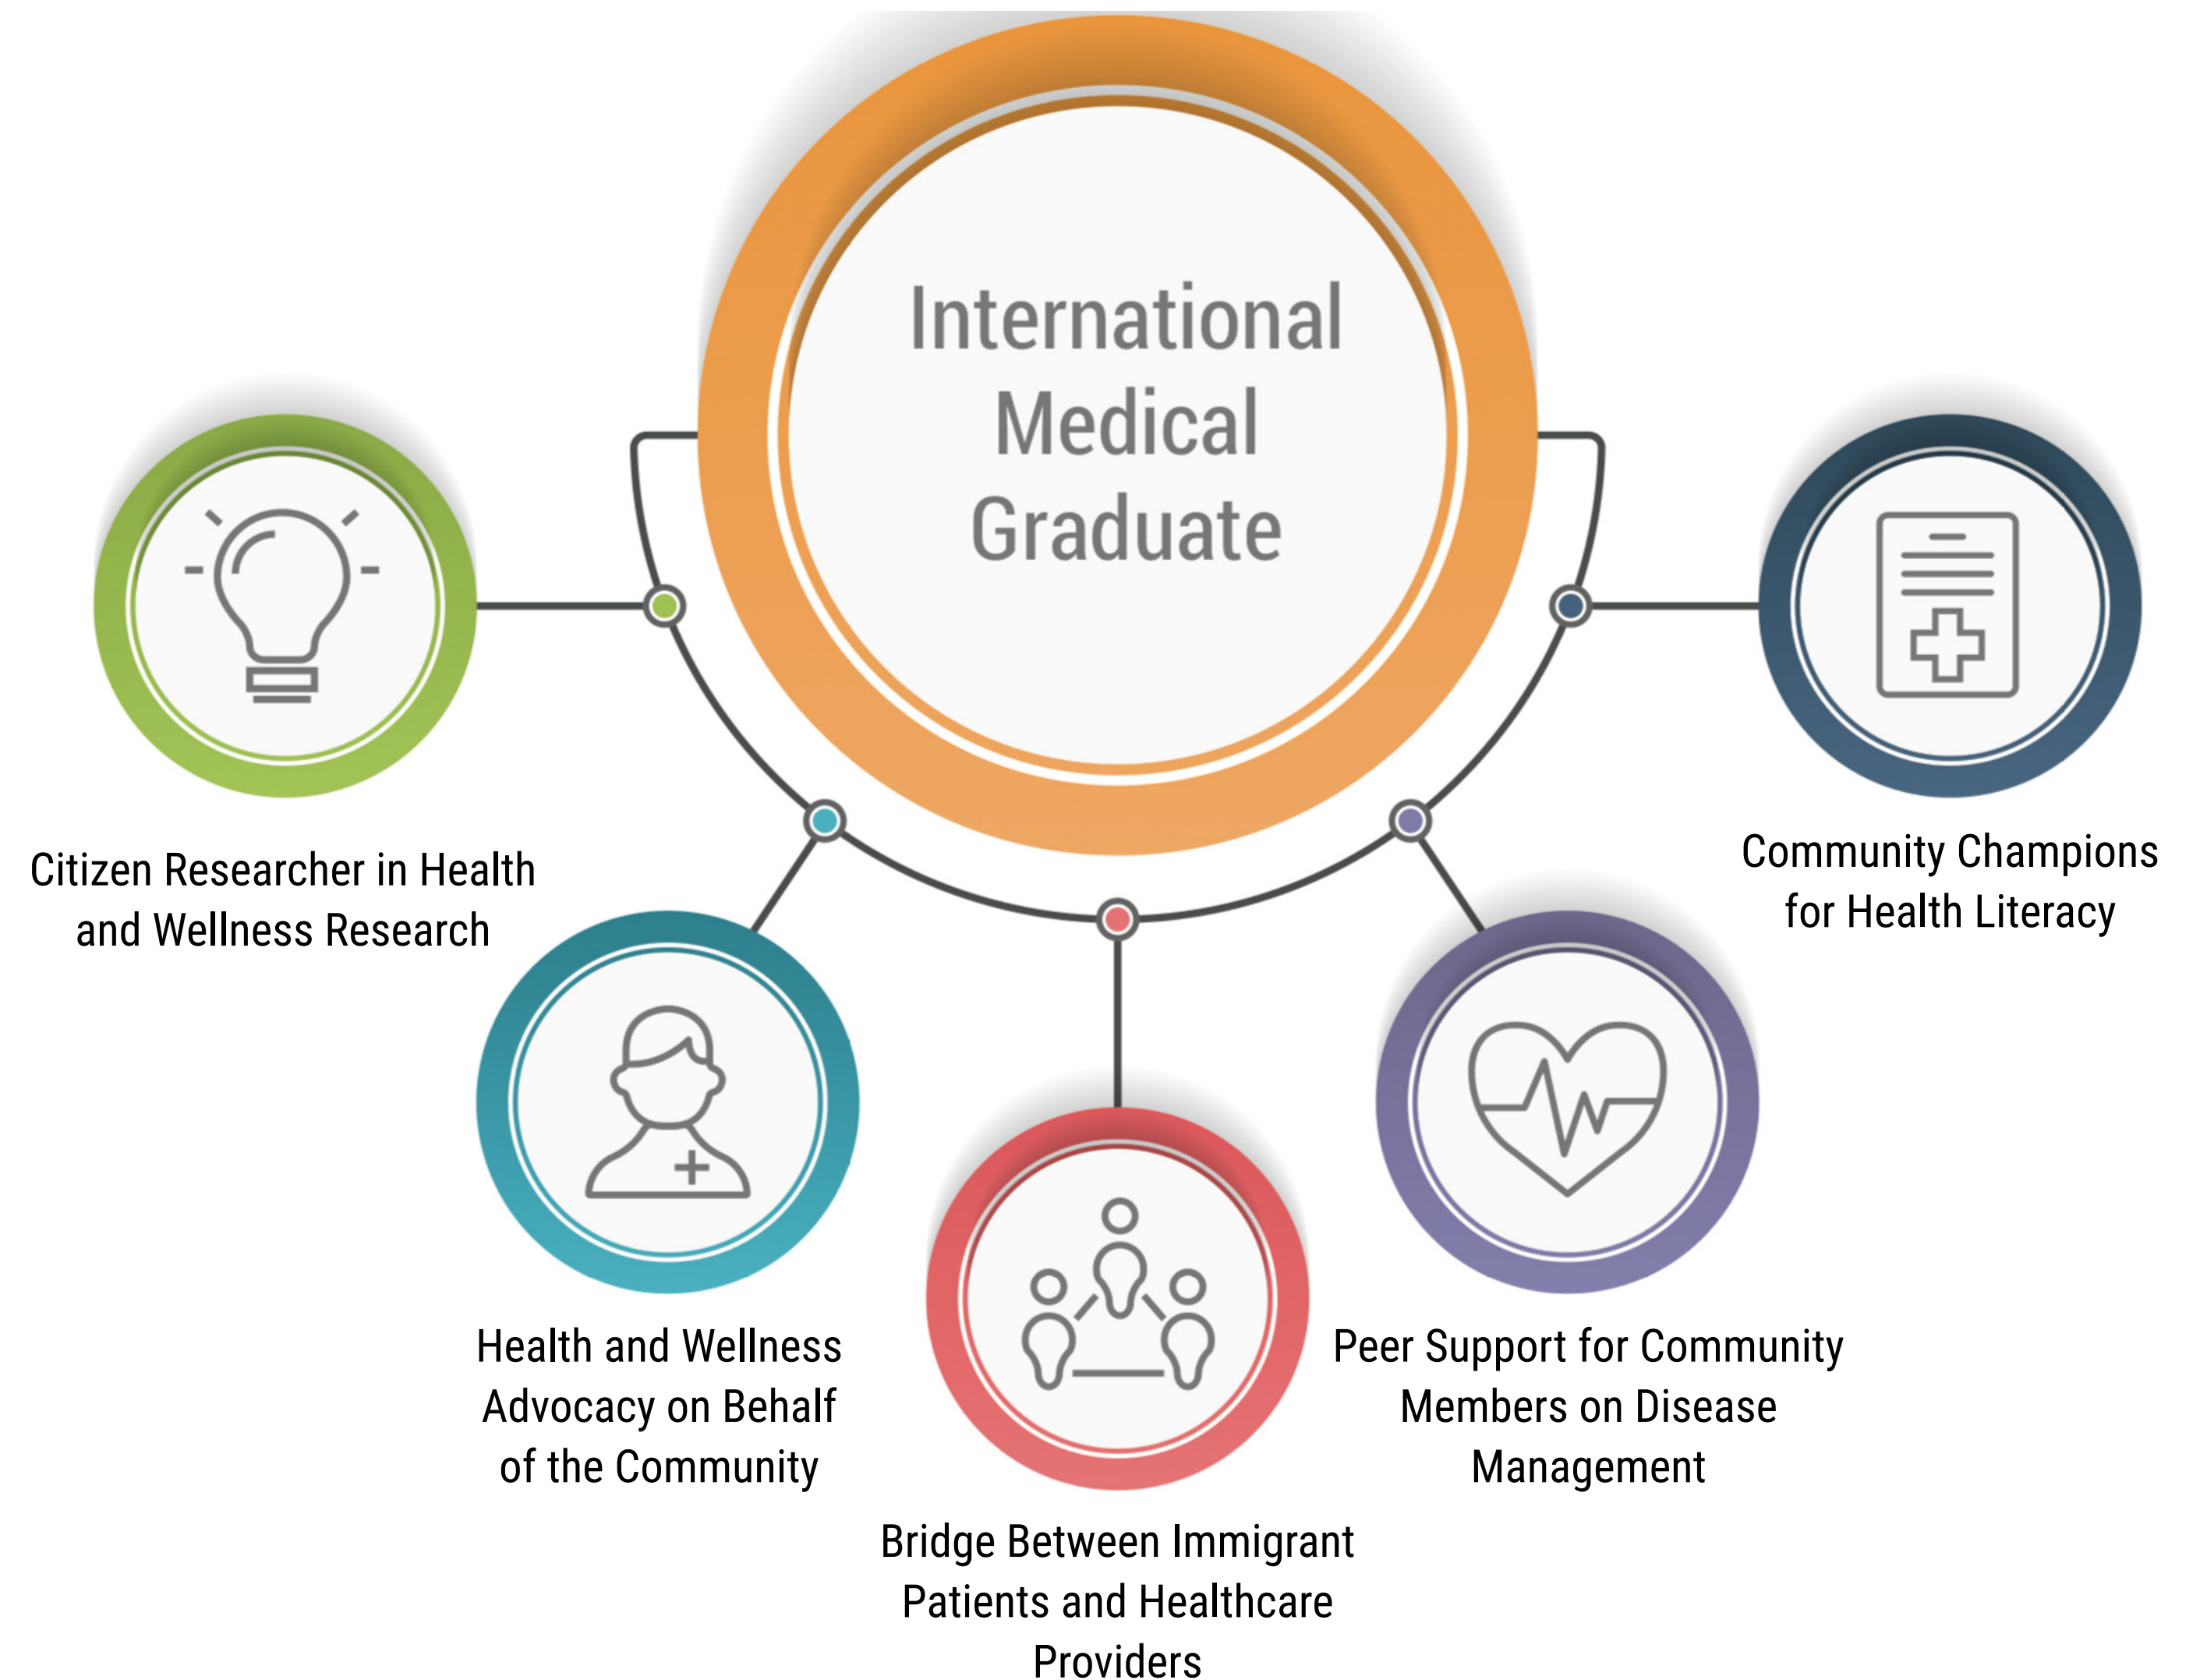 International
Medical
Graduate
Citizen Researcher in Health
and Wellness Research
Health and Wellness
Advocacy on Behalf
of the Community
Bridge Between Immigrant
Patients and Healthcare
Providers
Peer Support for Community
Members on Disease
Management
Community Champions
for Health Literacy